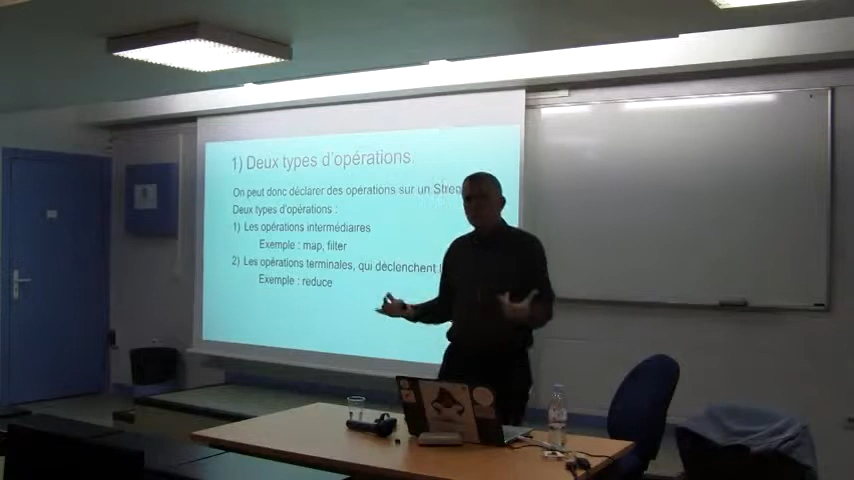 1) Deux types d'opérations
On peut donc déclarer des opérations sur un Strea
Deux types d'opérations :
1) Les opérations intermédiaires
Exemple : map, filter
2) Les opérations terminales, qui déclenchent
Exemple : reduce